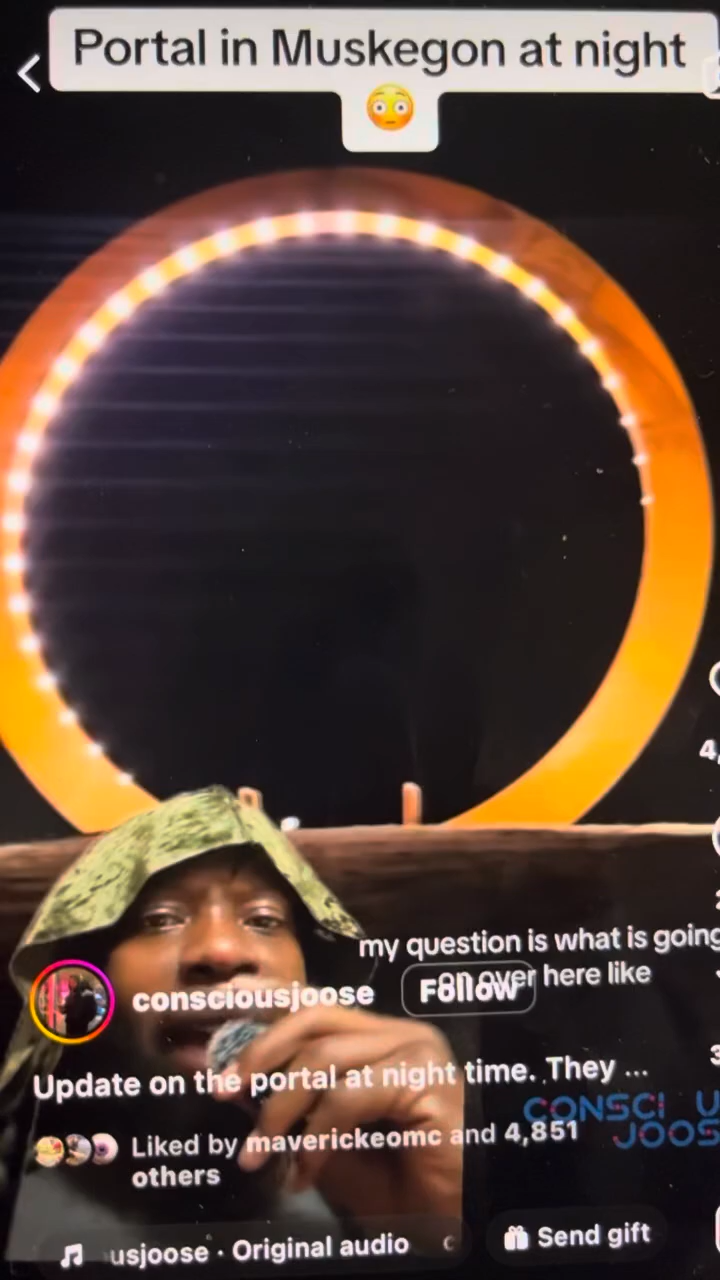 Portal in Muskegon at night
😳
my question is what is going
on over here like
consciousjoose
Follow
Update on the portal at night time. They ...
CONSCI U
JOOS
Liked by maverickeomc and 4,851
others
usjoose · Original audio
Send gift